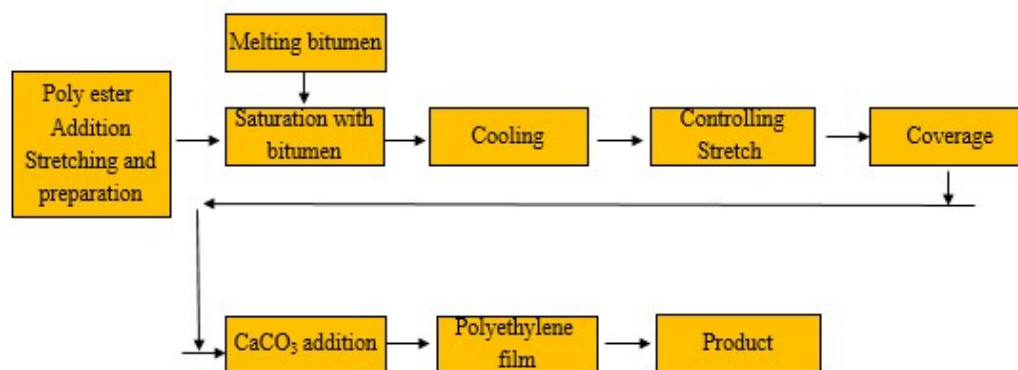 Melting bitumen
Poly ester
Addition
Stretching and
preparation
Saturation with
bitumen
Cooling
Controlling
Stretch
Coverage
CaCO₃ addition
Polyethylene
film
Product